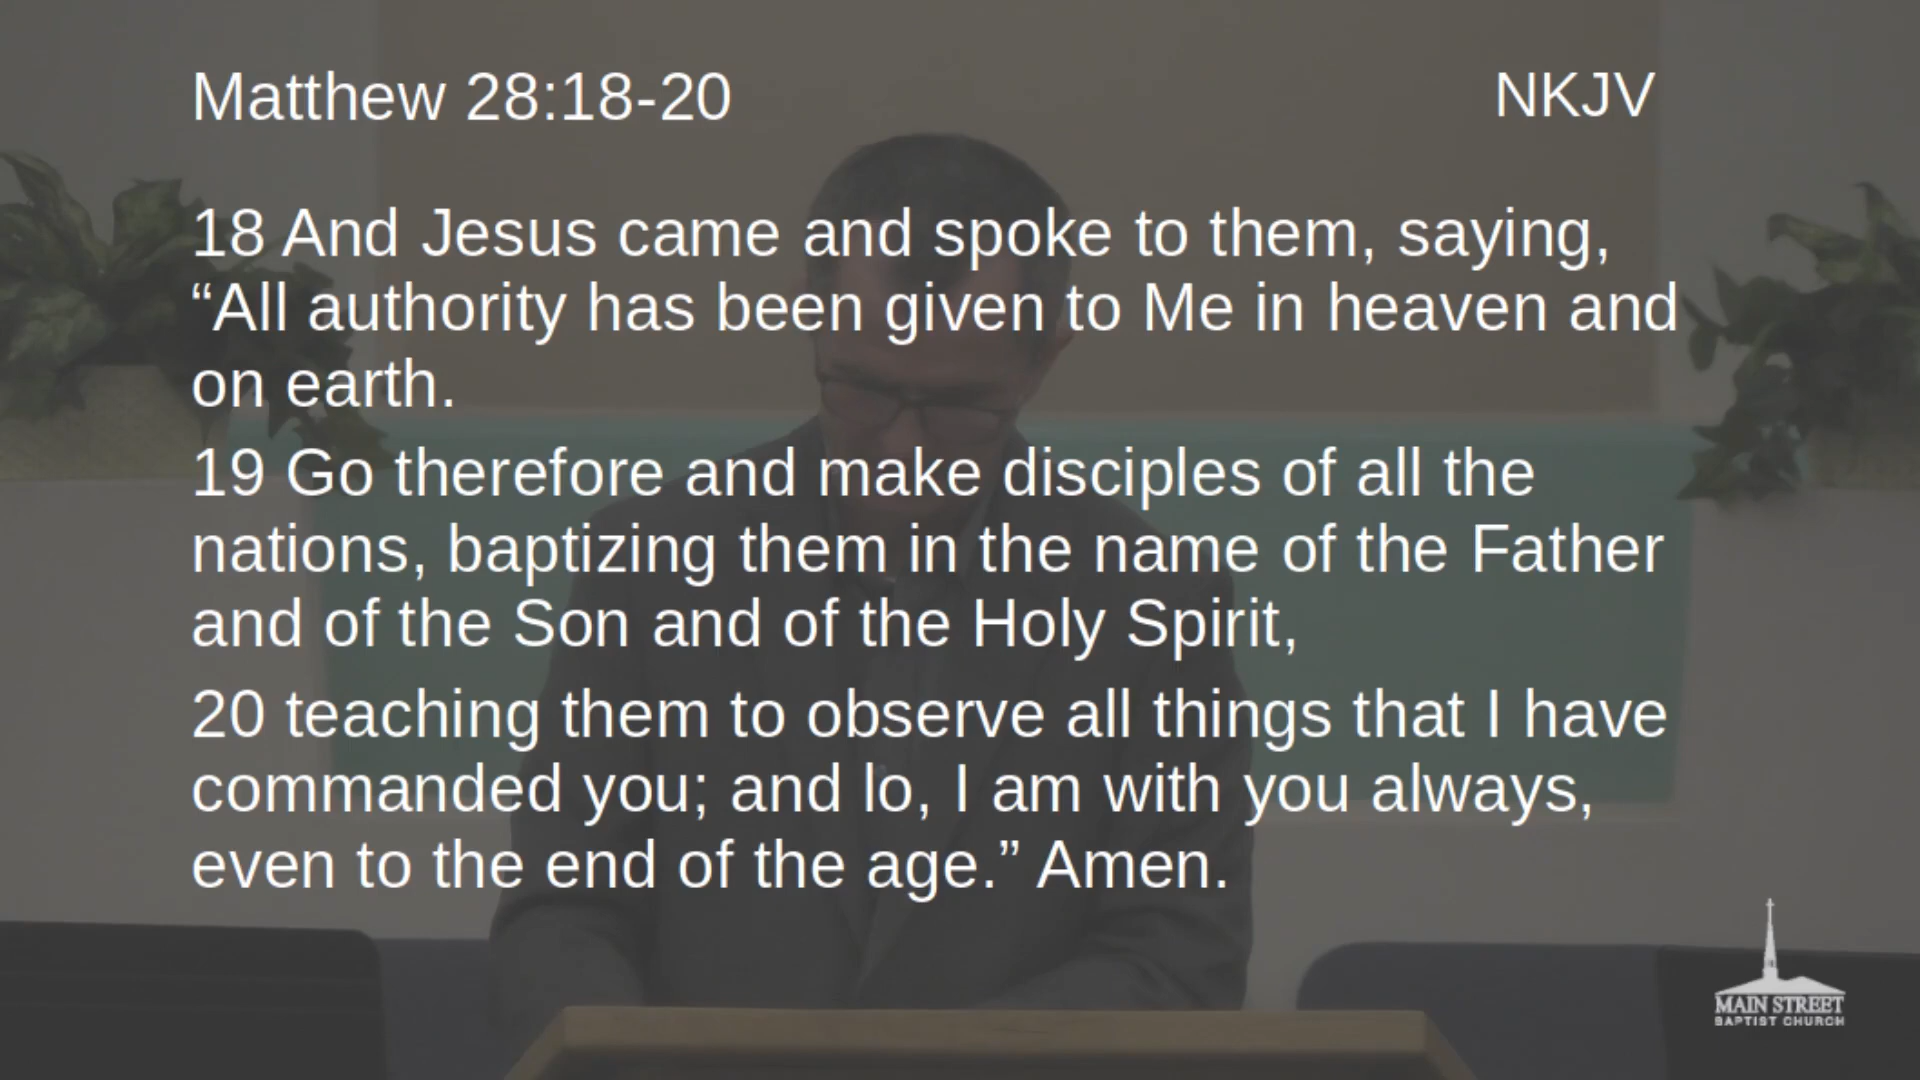 Matthew 28:18-20 NKJV
18 And Jesus came and spoke to them, saying,
“All authority has been given to Me in heaven and
on earth.
19 Go therefore and make disciples of all the
nations, baptizing them in the name of the Father
and of the Son and of the Holy Spirit,
20 teaching them to observe all things that I have
commanded you; and lo, I am with you always,
even to the end of the age.” Amen.
MAIN STREET
BAPTIST CHURCH